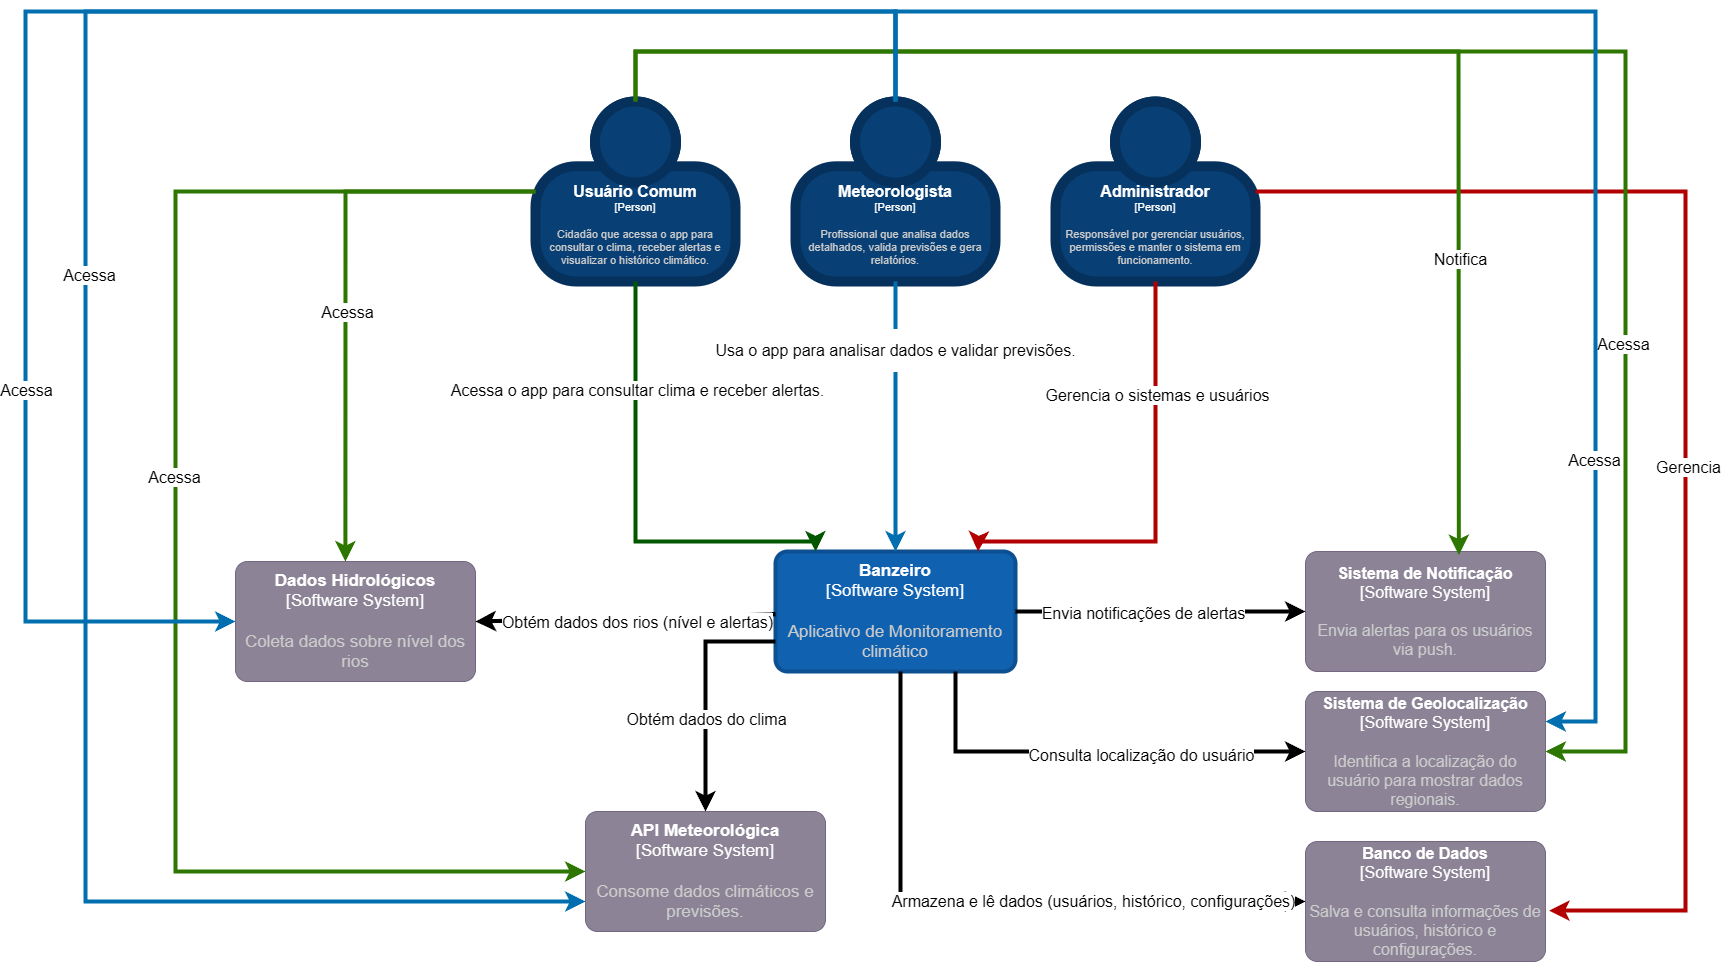 Usuário Comum
[Person]
Cidadão que acessa o app para
consultar o clima, receber alertas e
visualizar o histórico climático.
Meteorologista
[Person]
Profissional que analisa dados
detalhados, valida previsões e gera
relatórios.
Administrador
[Person]
Responsável por gerenciar usuários,
permissões e manter o sistema em
funcionamento.
Acessa
Notifica
Acessa
Acessa
Usa o app para analisar dados e validar previsões.
Acessa
Acessa o app para consultar clima e receber alertas.
Gerencia o sistemas e usuários
Acessa
Acessa
Gerencia
Dados Hidrológicos
[Software System]
Coleta dados sobre nível dos
rios
Obtém dados dos rios (nível e alertas)
Banzeiro
[Software System]
Aplicativo de Monitoramento
climático
Envia notificações de alertas
Sistema de Notificação
[Software System]
Envia alertas para os usuários
via push.
Obtém dados do clima
Consulta localização do usuário
Sistema de Geolocalização
[Software System]
Identifica a localização do
usuário para mostrar dados
regionais.
API Meteorológica
[Software System]
Consome dados climáticos e
previsões.
Armazena e lê dados (usuários, histórico, configurações)
Banco de Dados
[Software System]
Salva e consulta informações de
usuários, histórico e
configurações.